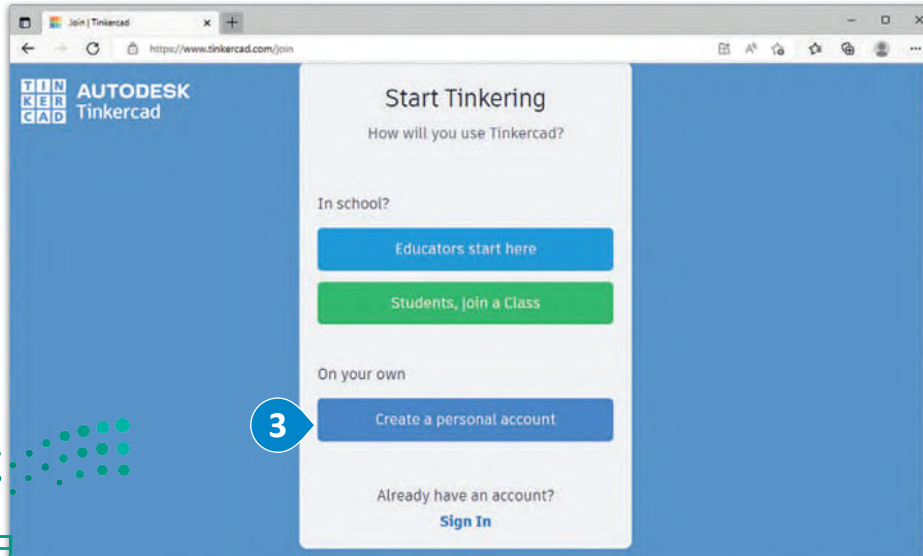 Join | Tinkercad
https://www.tinkercad.com/join
TIN
KER
CAD
AUTODESK
Tinkercad
Start Tinkering
How will you use Tinkercad?
In school?
Educators start here
Students, join a Class
On your own
3
Create a personal account
Already have an account?
Sign In